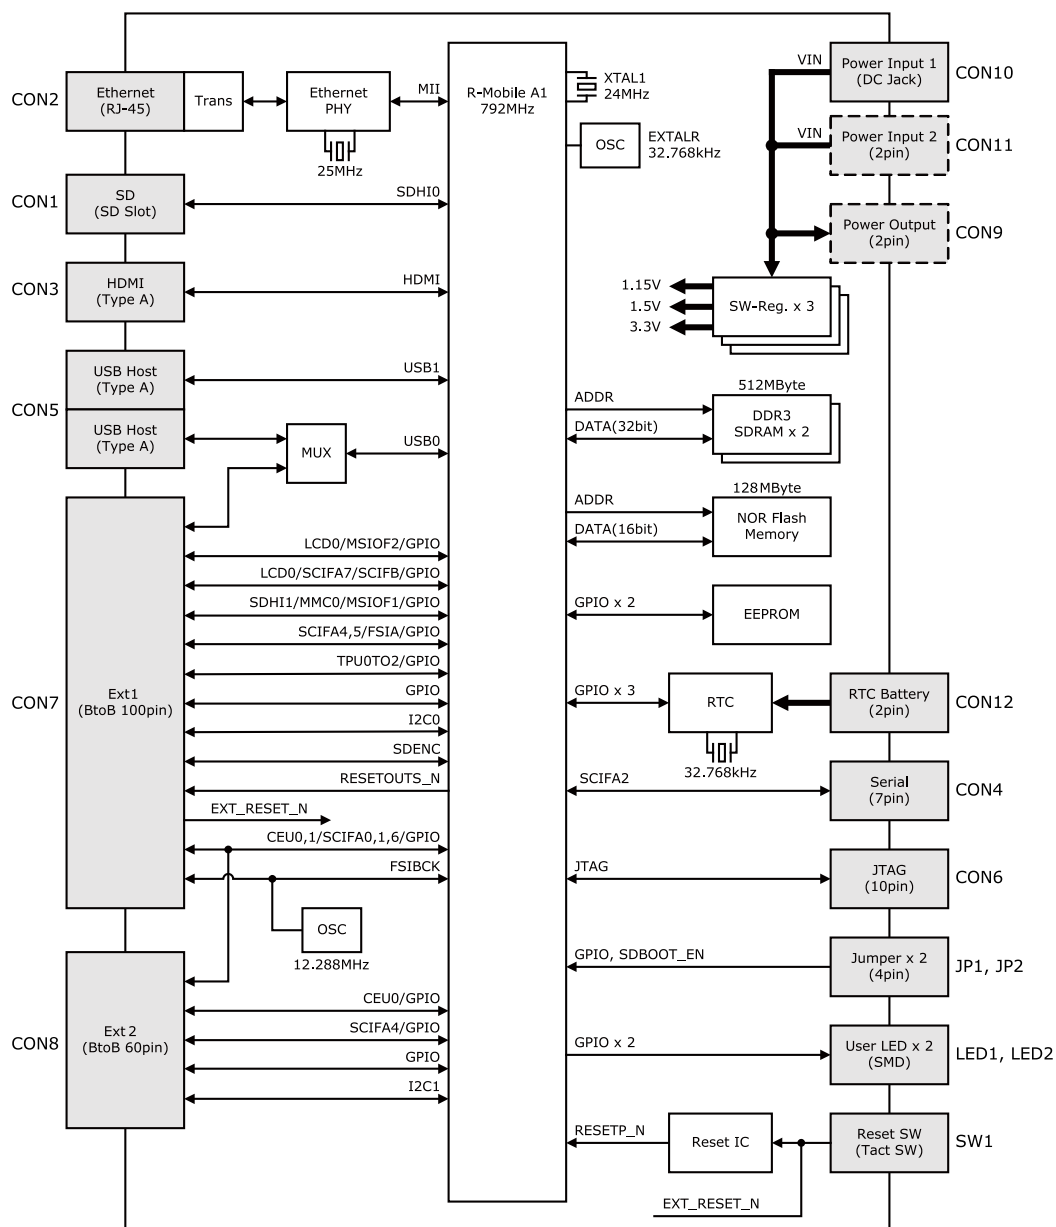 CON2
Ethernet
(RJ-45)
Trans
Ethernet
PHY
25MHz
MII
CON1
SD
(SD Slot)
SDHI0
CON3
HDMI
(Type A)
HDMI
CON5
USB Host
(Type A)
USB1
USB Host
(Type A)
MUX
USB0
CON7
Ext1
(BtoB 100pin)
LCD0/MSIOF2/GPIO
LCD0/SCIFA7/SCIFB/GPIO
SDHI1/MMC0/MSIOF1/GPIO
SCIFA4,5/FSIA/GPIO
TPU0TO2/GPIO
GPIO
I2C0
SDENC
RESETOUTS_N
EXT_RESET_N
CEU0,1/SCIFA0,1,6/GPIO
FSIBCK
OSC
12.288MHz
CON8
Ext 2
(BtoB 60pin)
CEU0/GPIO
SCIFA4/GPIO
GPIO
I2C1
R-Mobile A1
792MHz
XTAL1
24MHz
OSC
EXTALR
32.768kHz
VIN
Power Input 1
(DC Jack)
CON10
VIN
Power Input 2
(2pin)
CON11
Power Output
(2pin)
CON9
1.15V
1.5V
3.3V
SW-Reg. x 3
512MByte
ADDR
DATA(32bit)
DDR3
SDRAM x 2
128MByte
ADDR
DATA(16bit)
NOR Flash
Memory
GPIO x 2
EEPROM
GPIO x 3
RTC
32.768kHz
RTC Battery
(2pin)
CON12
SCIFA2
Serial
(7pin)
CON4
JTAG
JTAG
(10pin)
CON6
GPIO, SDBOOT_EN
Jumper x 2
(4pin)
JP1, JP2
GPIO x 2
User LED x 2
(SMD)
LED1, LED2
RESETP_N
Reset IC
Reset SW
(Tact SW)
SW1
EXT_RESET_N